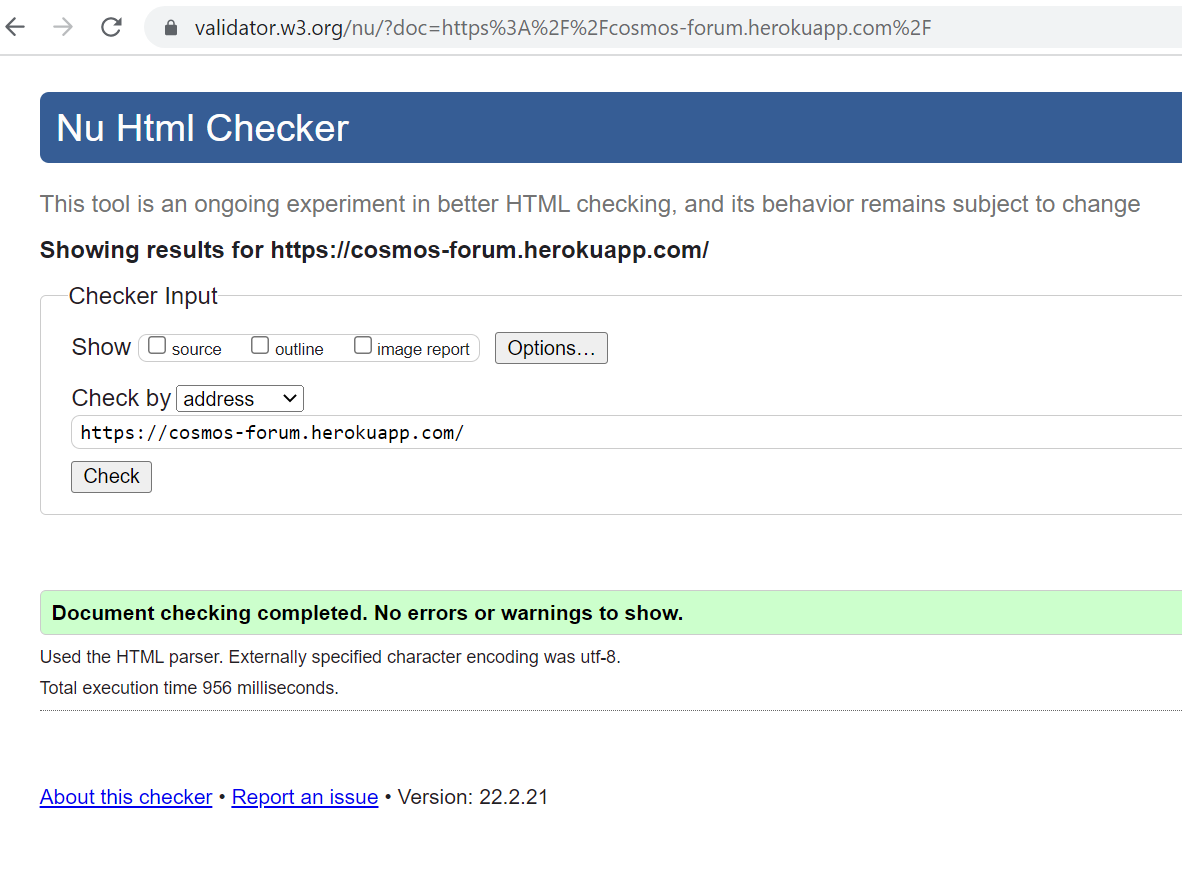 validator.w3.org/nu/?doc=https%3A%2F%2Fcosmos-forum.herokuapp.com%2F
Nu Html Checker
This tool is an ongoing experiment in better HTML checking, and its behavior remains subject to change
Showing results for https://cosmos-forum.herokuapp.com/
Checker Input
Show source outline image report Options...
Check by address
https://cosmos-forum.herokuapp.com/
Check
Document checking completed. No errors or warnings to show.
Used the HTML parser. Externally specified character encoding was utf-8.
Total execution time 956 milliseconds.
About this checker • Report an issue • Version: 22.2.21